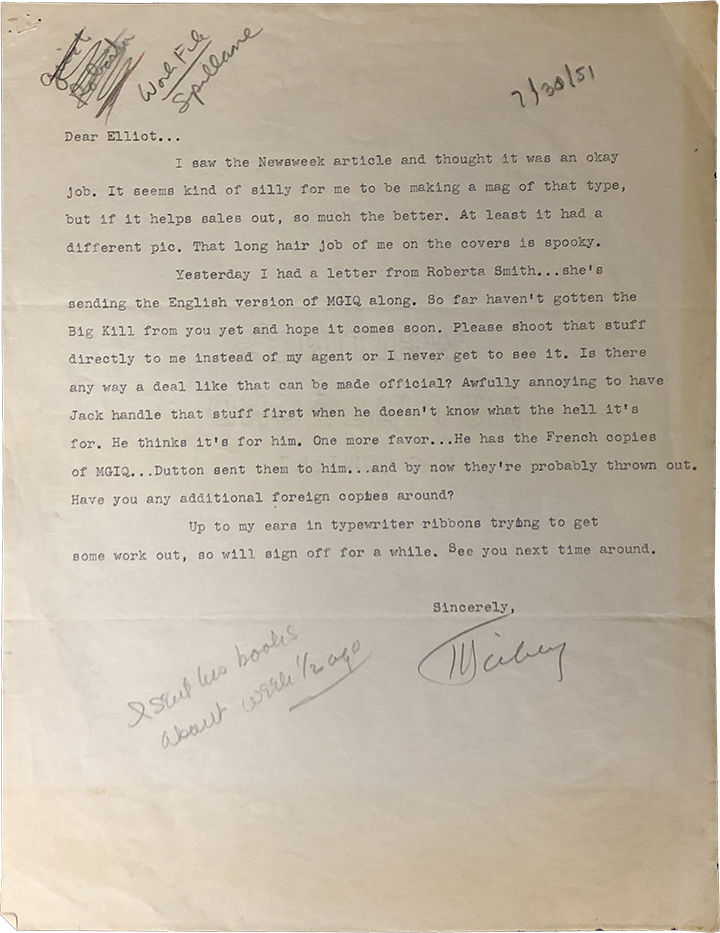 Roberta
Work File
Spillane
7/30/51
Dear Elliot...
I saw the Newsweek article and thought it was an okay
job. It seems kind of silly for me to be making a mag of that type,
but if it helps sales out, so much the better. At least it had a
different pic. That long hair job of me on the covers is spooky.
Yesterday I had a letter from Roberta Smith...she's
sending the English version of MGIQ along. So far haven't gotten the
Big Kill from you yet and hope it comes soon. Please shoot that stuff
directly to me instead of my agent or I never get to see it. Is there
any way a deal like that can be made official? Awfully annoying to have
Jack handle that stuff first when he doesn't know what the hell it's
for. He thinks it's for him. One more favor...He has the French copies
of MGIQ...Dutton sent them to him...and by now they're probably thrown out.
Have you any additional foreign copies around?
Up to my ears in typewriter ribbons trying to get
some work out, so will sign off for a while. See you next time around.
Sincerely,
Mickey
I sent his books
about week 1/2 ago